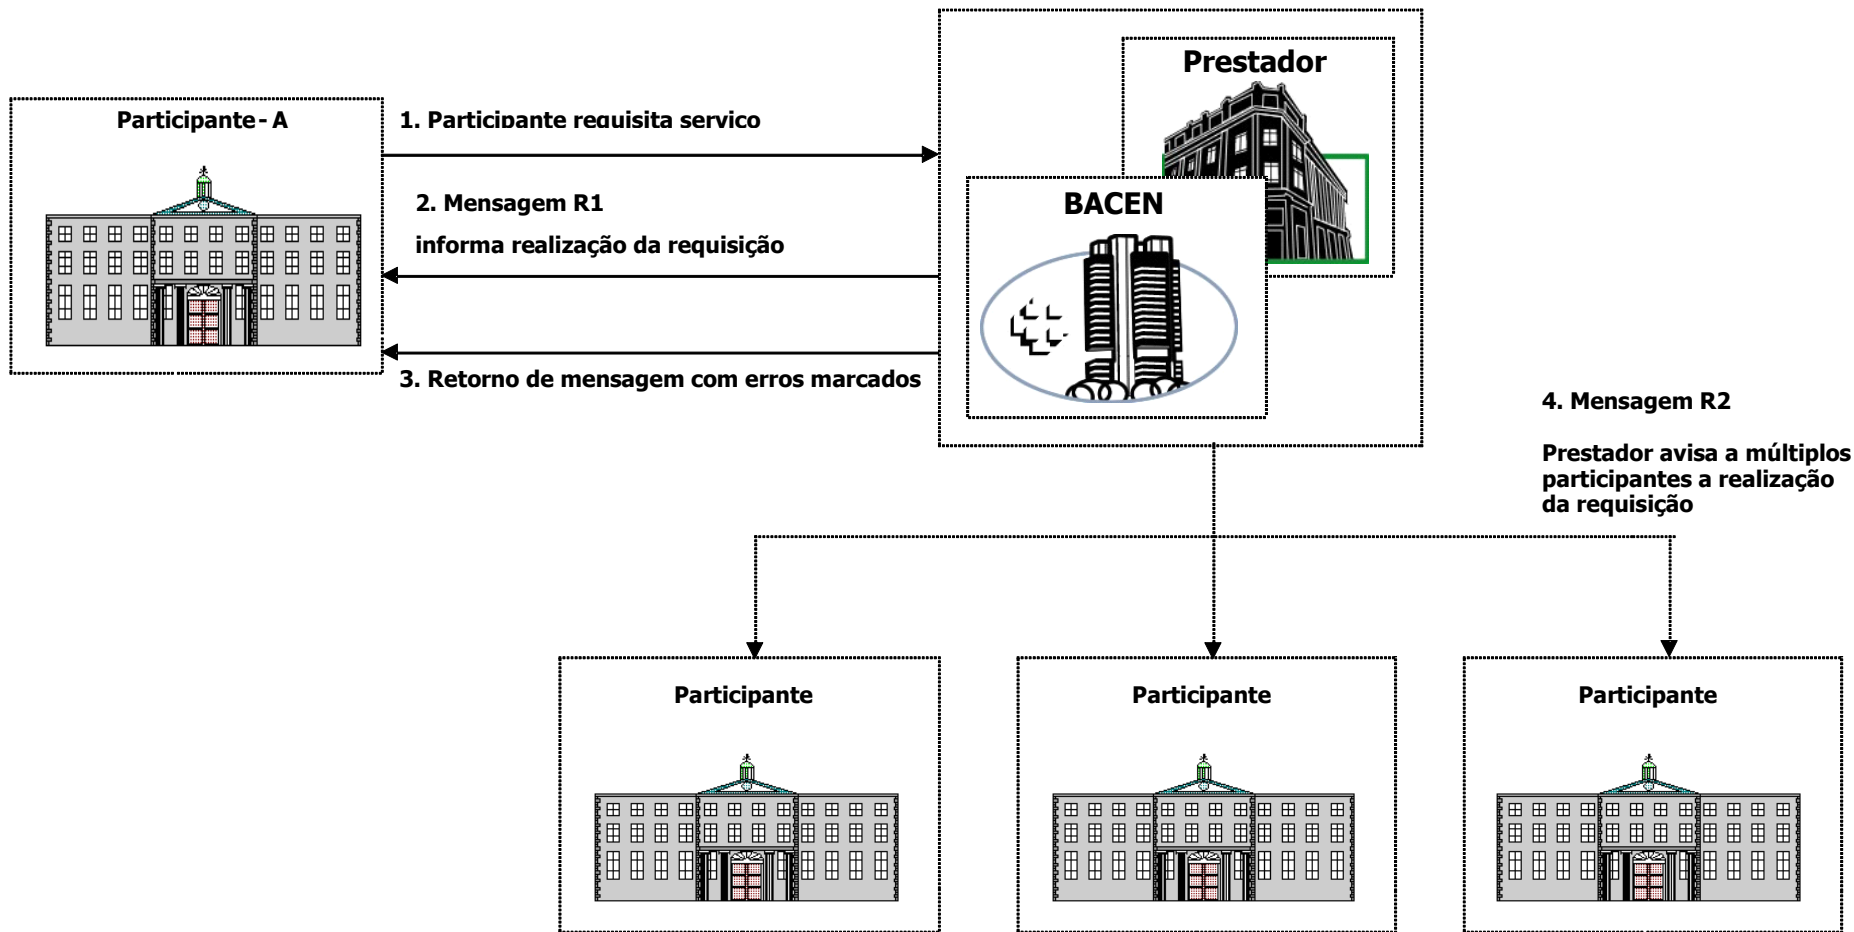 Prestador
Participante - A
1. Participante requisita serviço
2. Mensagem R1
informa realização da requisição
BACEN
3. Retorno de mensagem com erros marcados
4. Mensagem R2
Prestador avisa a múltiplos
participantes a realização
da requisição
Participante
Participante
Participante